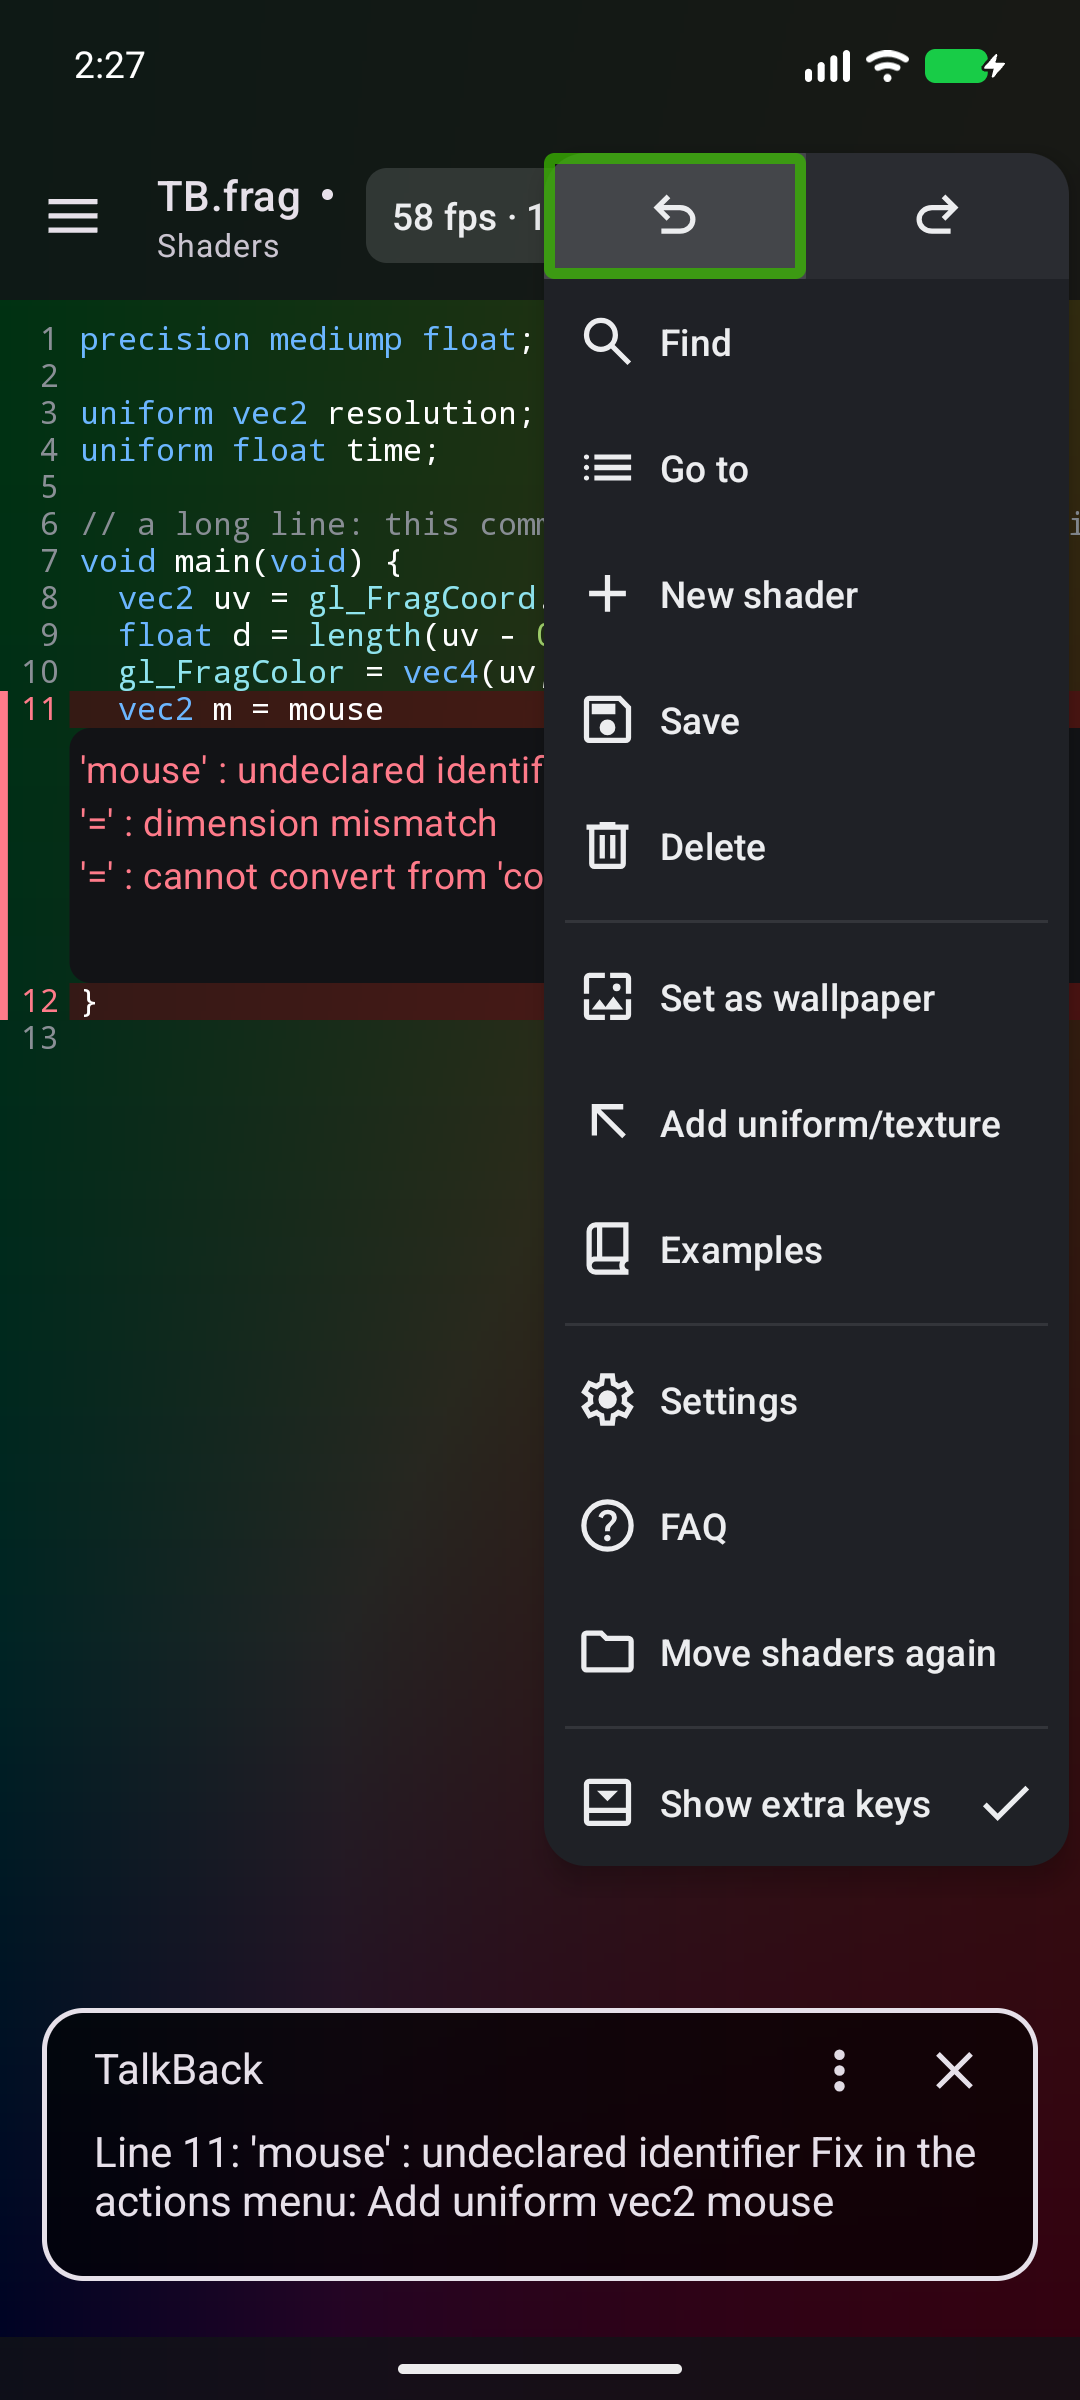 2:27
TB.frag •
Shaders
58 fps · 1
1 precision mediump float;
2
3 uniform vec2 resolution;
4 uniform float time;
5
6 // a long line: this comm
7 void main(void) {
8 vec2 uv = gl_FragCoord.
9 float d = length(uv - 0
10 gl_FragColor = vec4(uv,
11 vec2 m = mouse
'mouse' : undeclared identif
'=' : dimension mismatch
'=' : cannot convert from 'co
12 }
13
Find
Go to
New shader
Save
Delete
Set as wallpaper
Add uniform/texture
Examples
Settings
FAQ
Move shaders again
Show extra keys
TalkBack
Line 11: 'mouse' : undeclared identifier Fix in the
actions menu: Add uniform vec2 mouse